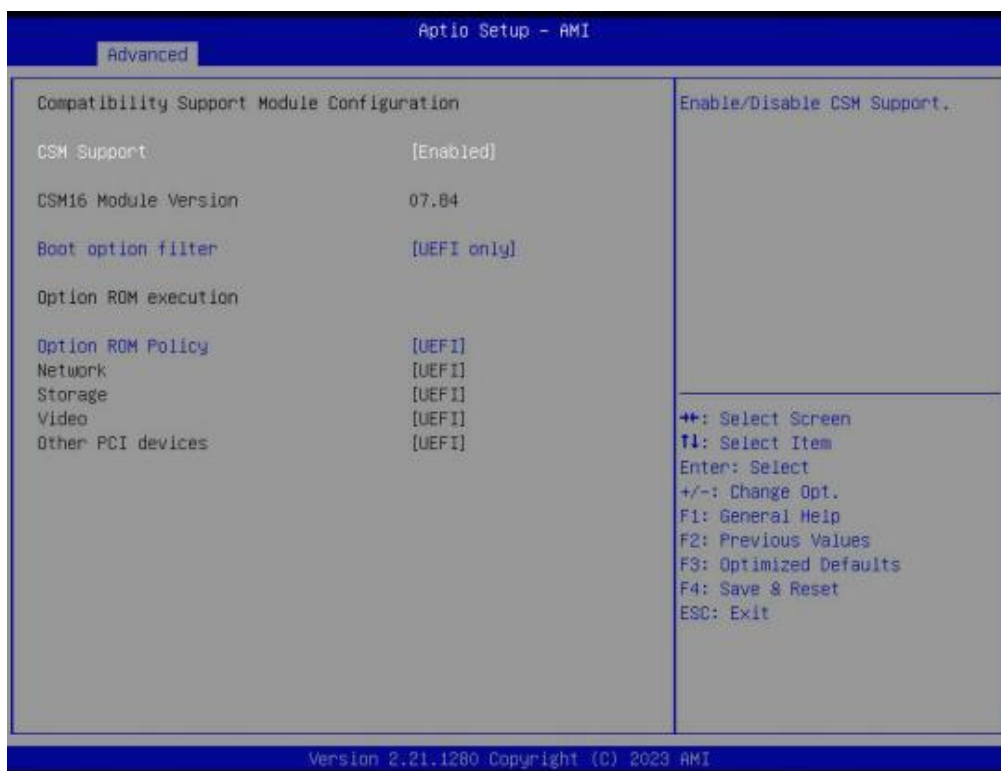 Aptio Setup – AMI
Advanced
Compatibility Support Module Configuration
CSM Support [Enabled]
CSM16 Module Version 07.84
Boot option filter [UEFI only]
Option ROM execution
Option ROM Policy [UEFI]
Network [UEFI]
Storage [UEFI]
Video [UEFI]
Other PCI devices [UEFI]
Enable/Disable CSM Support.
→←: Select Screen
↑↓: Select Item
Enter: Select
+/-: Change Opt.
F1: General Help
F2: Previous Values
F3: Optimized Defaults
F4: Save & Reset
ESC: Exit
Version 2.21.1280 Copyright (C) 2023 AMI